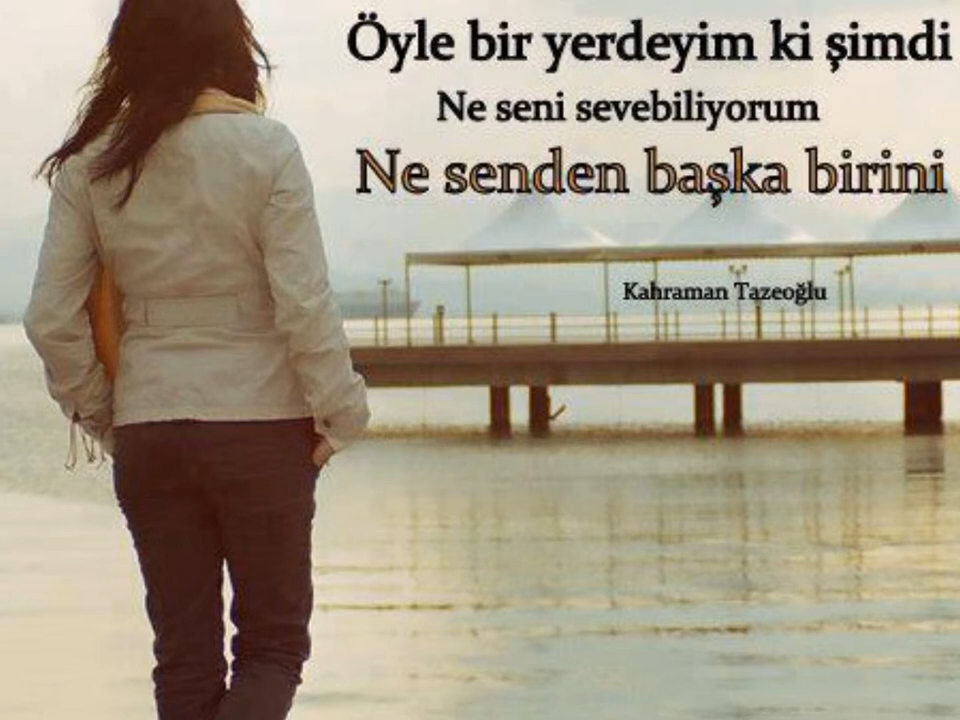 Öyle bir yerdeyim ki şimdi
Ne seni sevebiliyorum
Ne senden başka birini
Kahraman Tazeoğlu